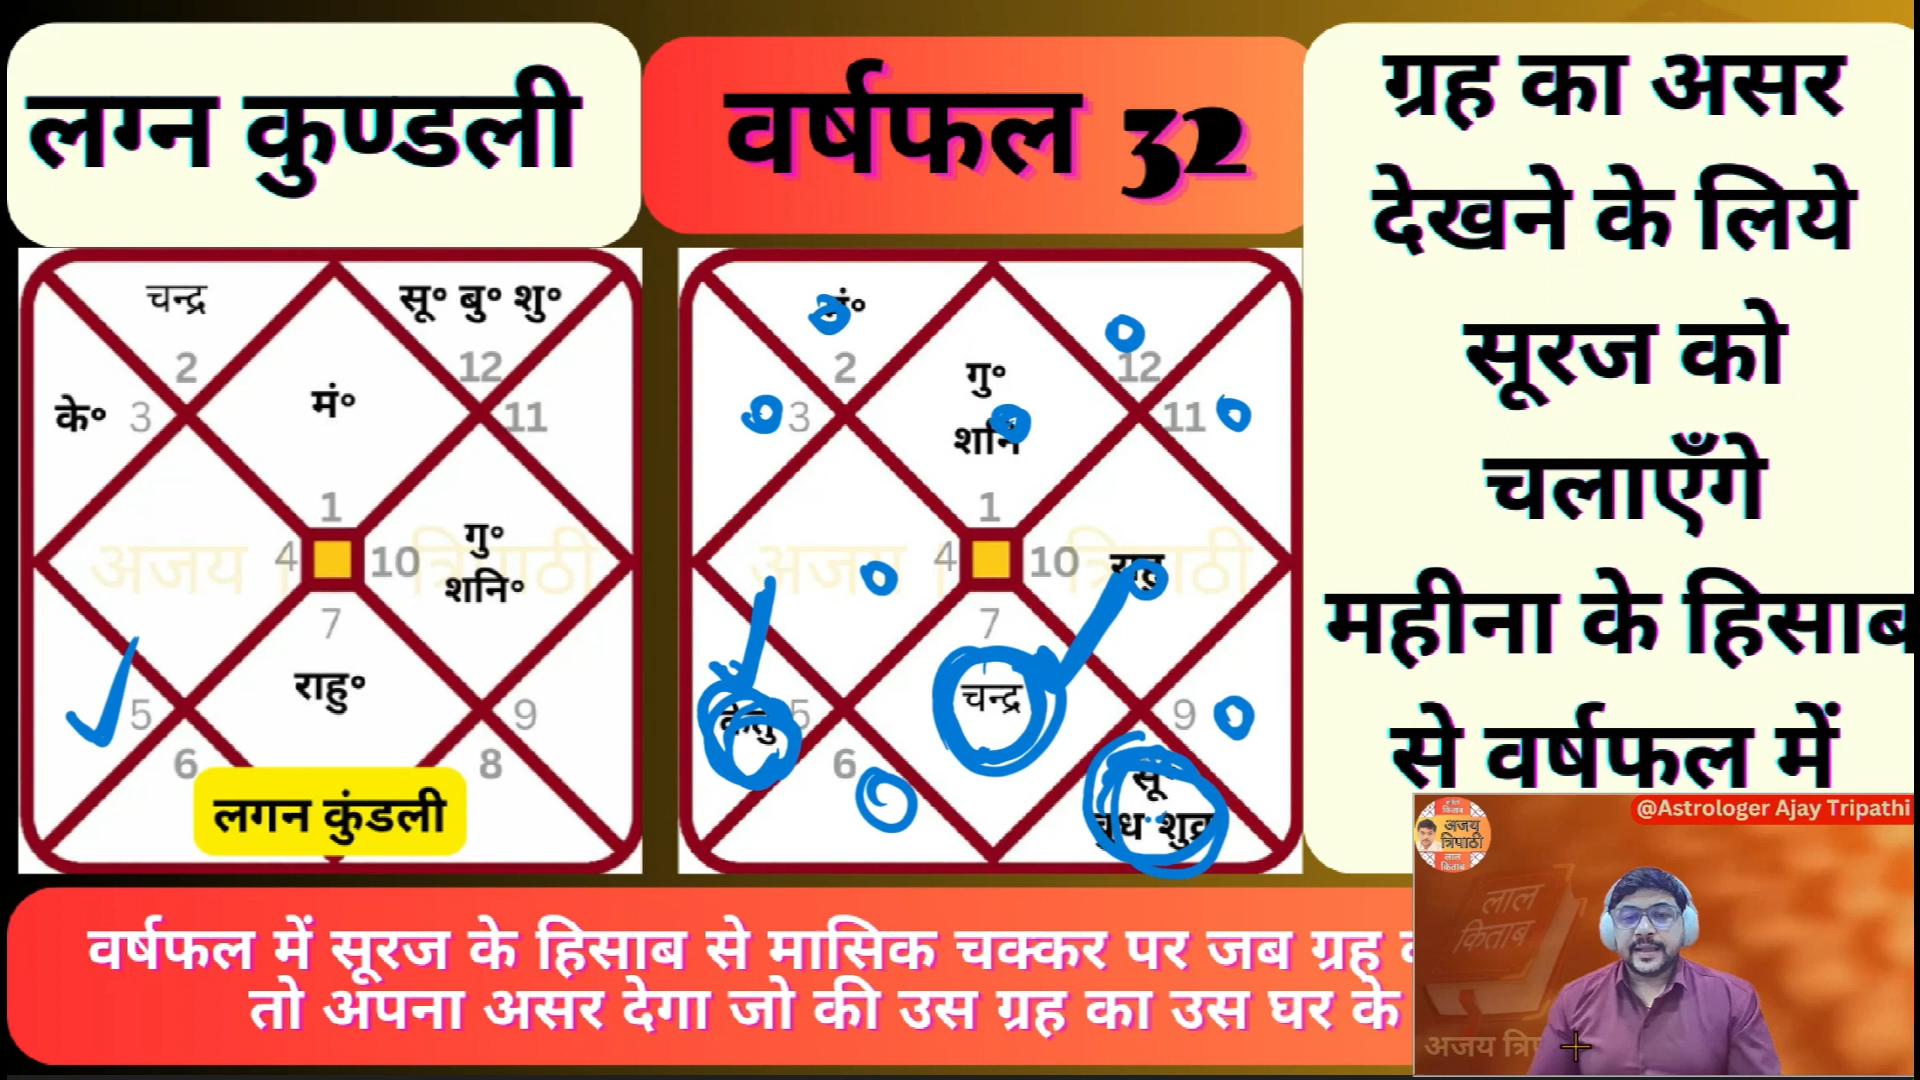 लग्न कुण्डली
वर्षफल 32
ग्रह का असर
देखने के लिये
सूरज को
चलाएँगे
महीना के हिसाब
से वर्षफल में
चन्द्र
सू॰ बु॰ शु॰
2
12
के॰ 3
मं॰
11
1
4
10
गु॰
शनि॰
अजय
त्रिपाठी
7
राहु॰
5
9
6
8
लगन कुंडली
2
12
गु॰
शनि
3
11
1
4
10
राहु
अजय
त्रिपाठी
7
चन्द्र
केतु 5
9
6
सू॰
बुध शुक्र
वर्षफल में सूरज के हिसाब से मासिक चक्कर पर जब ग्रह
तो अपना असर देगा जो की उस ग्रह का उस घर के
@Astrologer Ajay Tripathi
लाल
किताब
अजय
त्रिपाठी
लाल
किताब
लाल
किताब
अजय